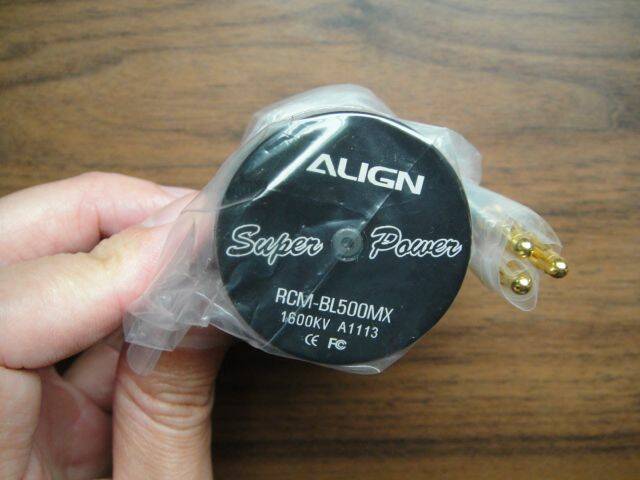 ALIGN
Super Power
RCM-BL500MX
1600KV A1113
CE FC